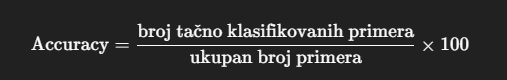 Accuracy = broj tačno klasifikovanih primera / ukupan broj primera × 100